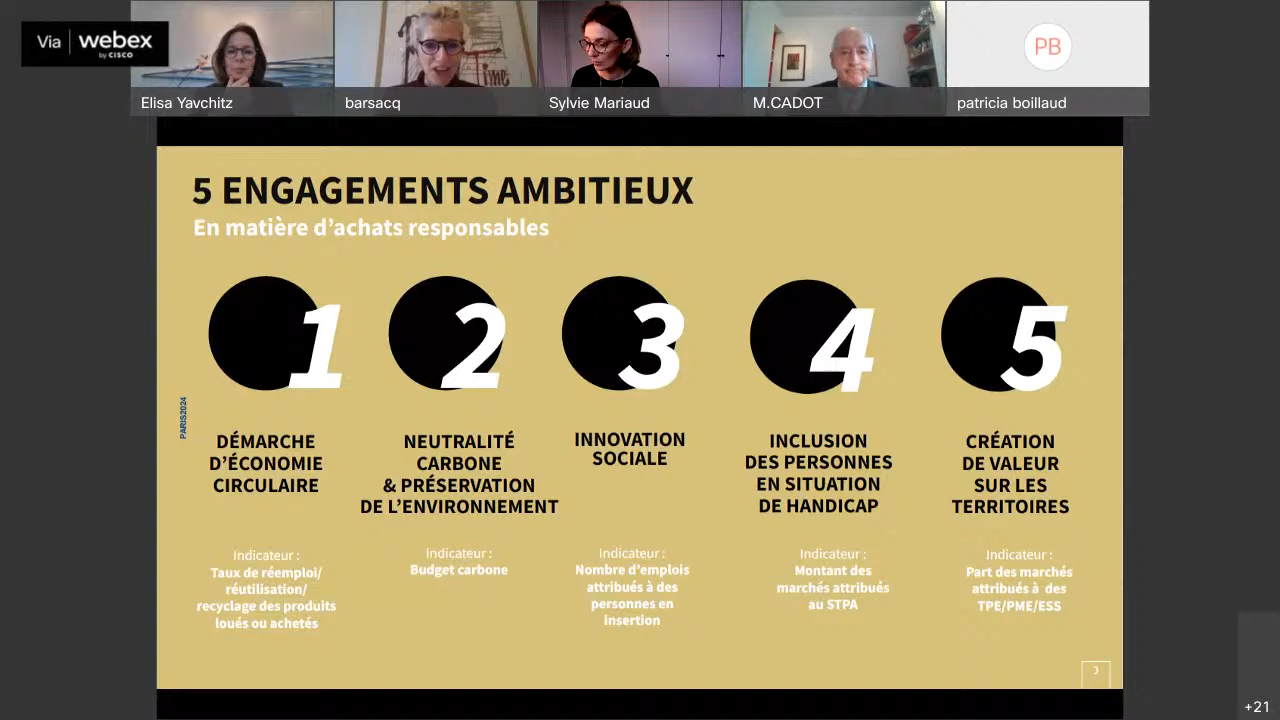 Via webex
by CISCO
PB
Elisa Yavchitz
barsacq
Sylvie Mariaud
M.CADOT
patricia boillaud
Time
5 ENGAGEMENTS AMBITIEUX
En matière d'achats responsables
1
2
3
4
5
PARIS2024
DÉMARCHE
D'ÉCONOMIE
CIRCULAIRE
NEUTRALITÉ
CARBONE
& PRÉSERVATION
DE L'ENVIRONNEMENT
INNOVATION
SOCIALE
INCLUSION
DES PERSONNES
EN SITUATION
DE HANDICAP
CRÉATION
DE VALEUR
SUR LES
TERRITOIRES
Indicateur :
Taux de réemploi/
réutilisation/
recyclage des produits
loués ou achetés
Indicateur :
Budget carbone
Indicateur :
Nombre d'emplois
attribués à des
personnes en
insertion
Indicateur :
Montant des
marchés attribués
au STPA
Indicateur :
Part des marchés
attribués à des
TPE/PME/ESS
3
+21